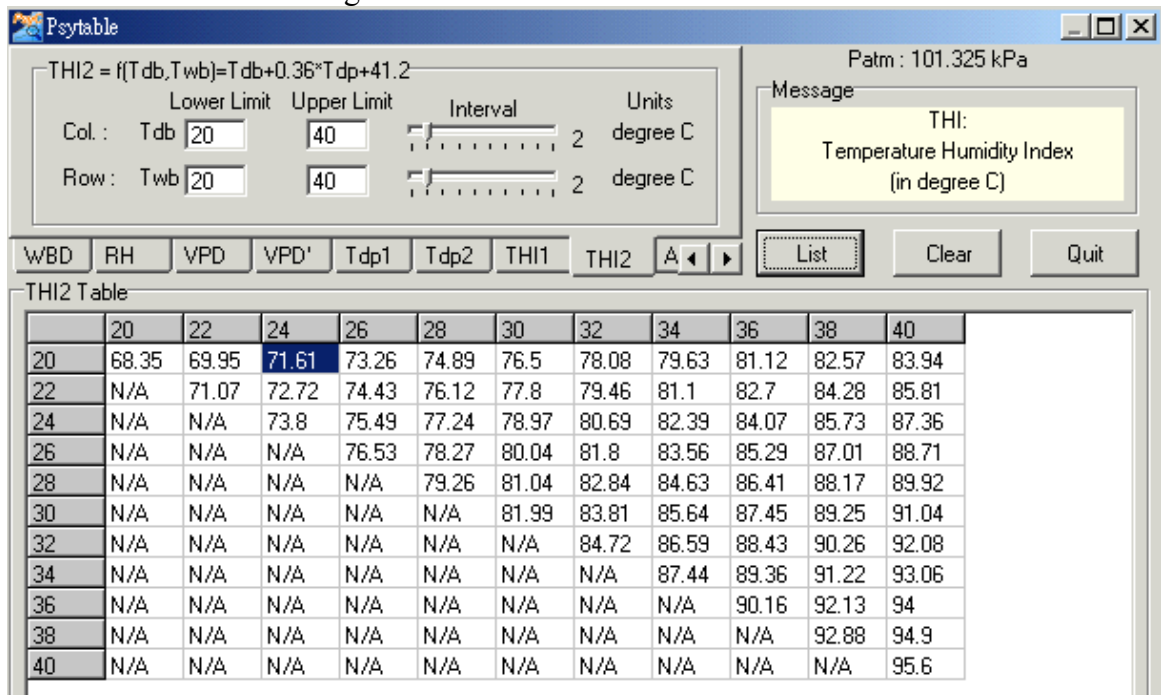 Psytable
THI2 = f(Tdb,Twb)=Tdb+0.36*Tdp+41.2
Lower Limit Upper Limit Interval Units
Col. : Tdb 20 40 2 degree C
Row : Twb 20 40 2 degree C
Patm : 101.325 kPa
Message
THI:
Temperature Humidity Index
(in degree C)
WBD RH VPD VPD' Tdp1 Tdp2 THI1 THI2 A
List Clear Quit
THI2 Table
20 22 24 26 28 30 32 34 36 38 40
20 68.35 69.95 71.61 73.26 74.89 76.5 78.08 79.63 81.12 82.57 83.94
22 N/A 71.07 72.72 74.43 76.12 77.8 79.46 81.1 82.7 84.28 85.81
24 N/A N/A 73.8 75.49 77.24 78.97 80.69 82.39 84.07 85.73 87.36
26 N/A N/A N/A 76.53 78.27 80.04 81.8 83.56 85.29 87.01 88.71
28 N/A N/A N/A N/A 79.26 81.04 82.84 84.63 86.41 88.17 89.92
30 N/A N/A N/A N/A N/A 81.99 83.81 85.64 87.45 89.25 91.04
32 N/A N/A N/A N/A N/A N/A 84.72 86.59 88.43 90.26 92.08
34 N/A N/A N/A N/A N/A N/A N/A 87.44 89.36 91.22 93.06
36 N/A N/A N/A N/A N/A N/A N/A N/A 90.16 92.13 94
38 N/A N/A N/A N/A N/A N/A N/A N/A N/A 92.88 94.9
40 N/A N/A N/A N/A N/A N/A N/A N/A N/A N/A 95.6